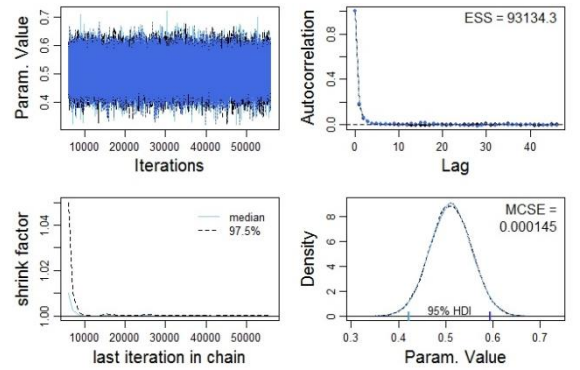 Param. Value
0.4 0.5 0.6 0.7
10000 20000 30000 40000 50000
Iterations
ESS = 93134.3
Autocorrelation
0.0 0.4 0.8
0 10 20 30 40
Lag
shrink factor
1.00 1.02 1.04
median
97.5%
10000 20000 30000 40000 50000
last iteration in chain
MCSE =
0.000145
Density
0 2 4 6 8
95% HDI
0.3 0.4 0.5 0.6 0.7
Param. Value